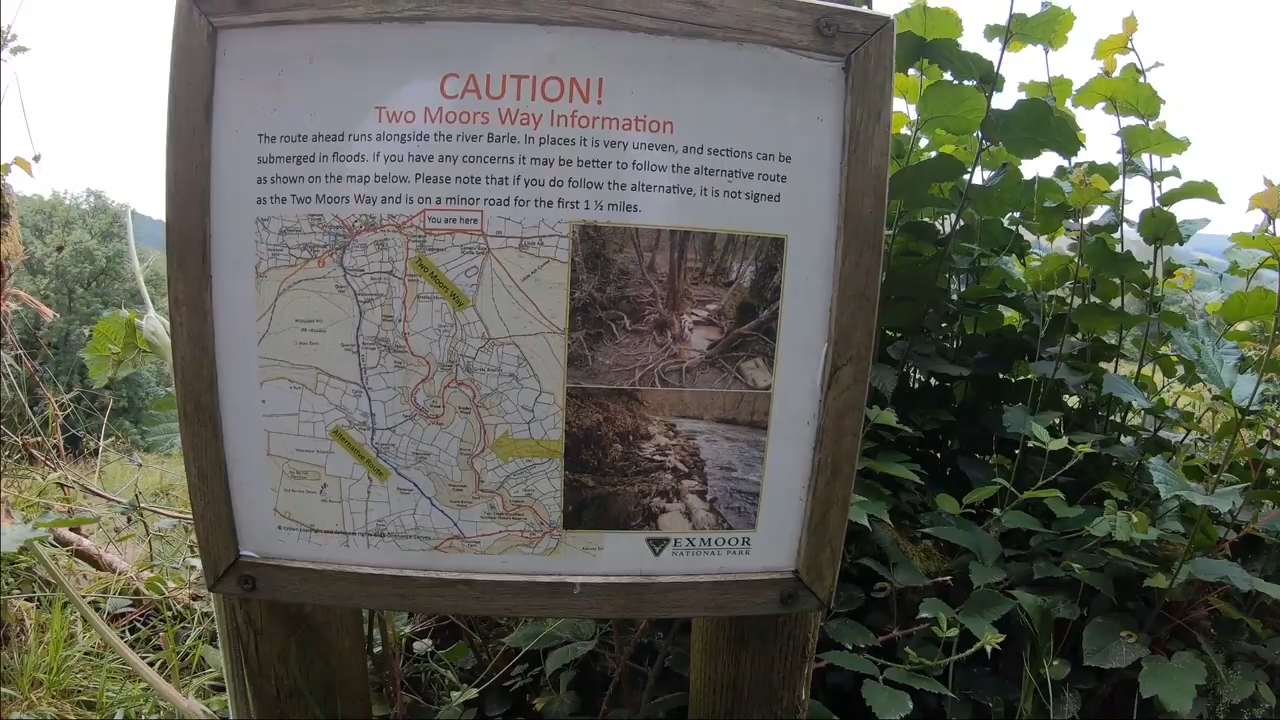 CAUTION!
Two Moors Way Information
The route ahead runs alongside the river Barle. In places it is very uneven, and sections can be
submerged in floods. If you have any concerns it may be better to follow the alternative route
as shown on the map below. Please note that if you do follow the alternative, it is not signed
as the Two Moors Way and is on a minor road for the first 1 ½ miles.
You are here
Two Moors Way
Alternative Route
EXMOOR
NATIONAL PARK